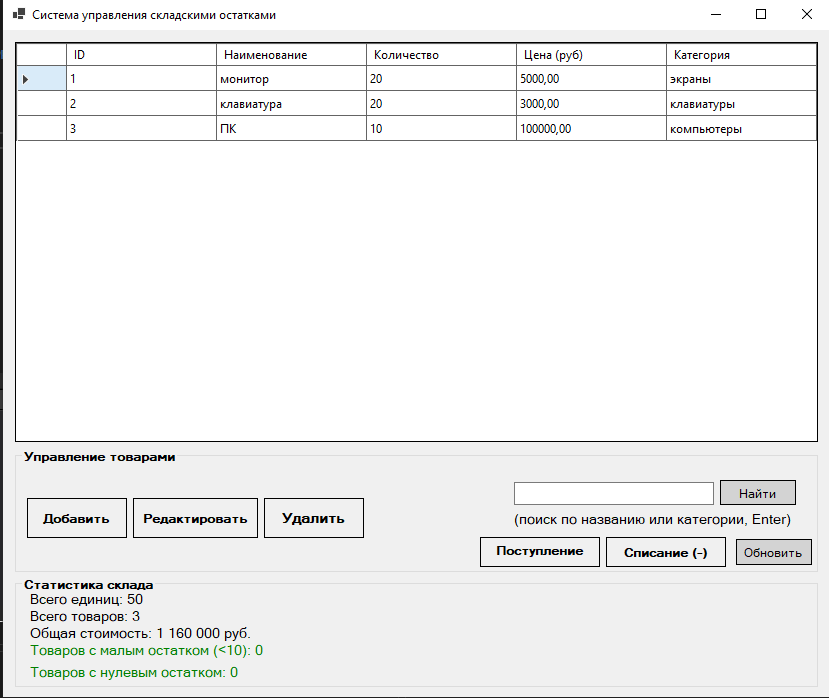 Система управления складскими остатками
ID Наименование Количество Цена (руб) Категория
1 монитор 20 5000,00 экраны
2 клавиатура 20 3000,00 клавиатуры
3 ПК 10 100000,00 компьютеры
Управление товарами
Найти
Добавить Редактировать Удалить
(поиск по названию или категории, Enter)
Поступление Списание (-) Обновить
Статистика склада
Всего единиц: 50
Всего товаров: 3
Общая стоимость: 1 160 000 руб.
Товаров с малым остатком (<10): 0
Товаров с нулевым остатком: 0